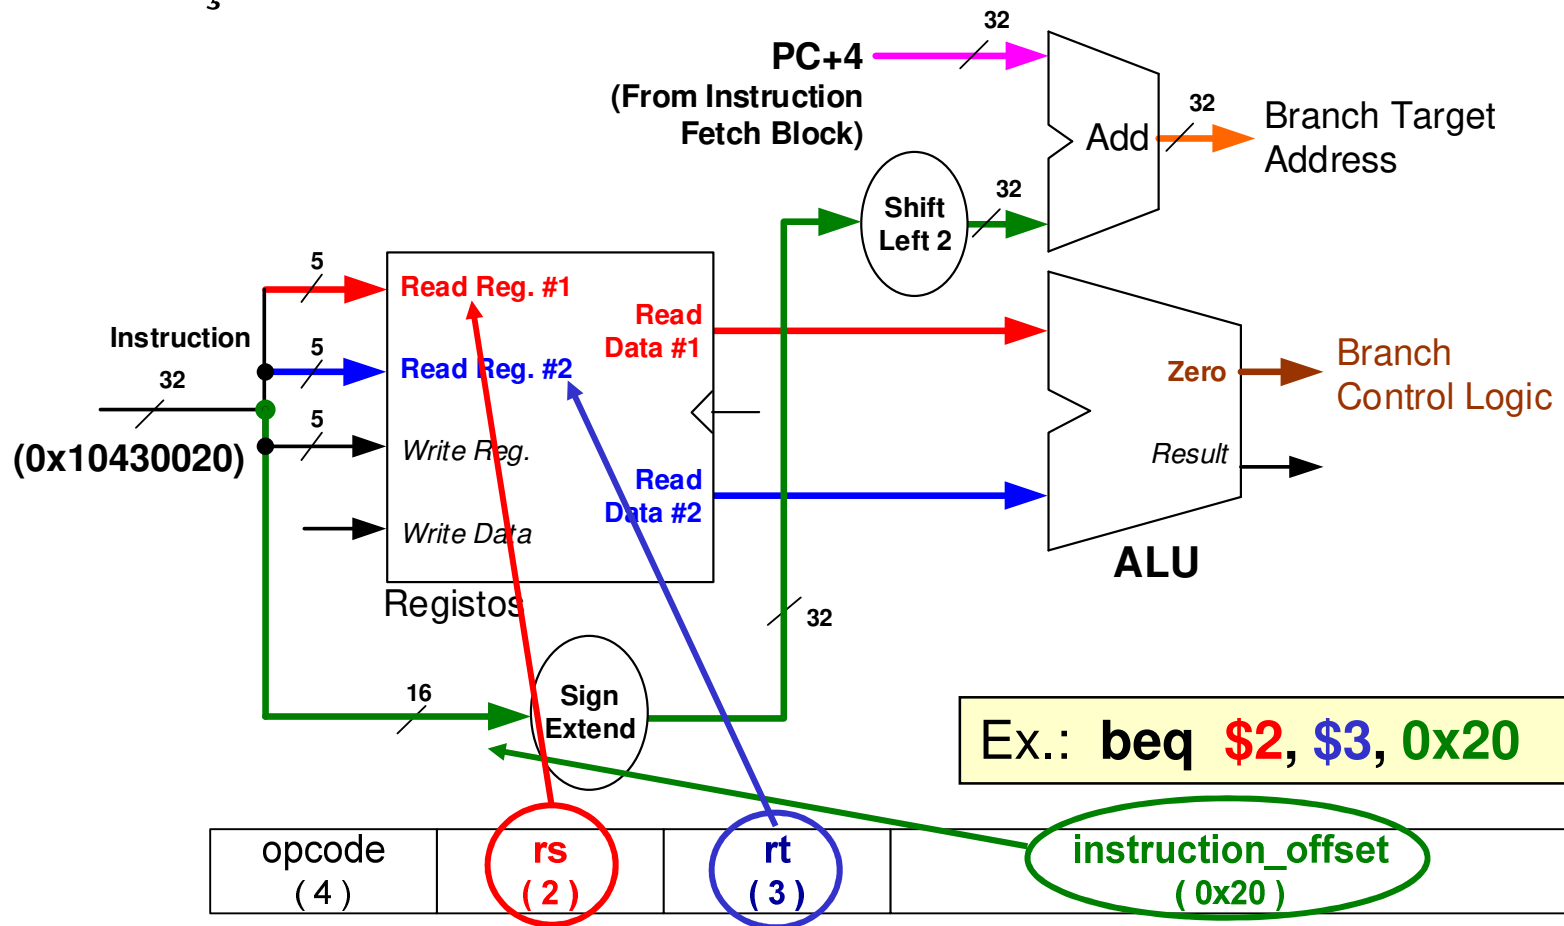 32
PC+4
(From Instruction
Fetch Block)
Add
32
Branch Target
Address
Shift
Left 2
32
5
Read Reg. #1
Read
Data #1
Instruction
32
5
Read Reg. #2
(0x10430020)
5
Write Reg.
Read
Data #2
Write Data
Registos
Zero
Branch
Control Logic
Result
ALU
32
16
Sign
Extend
Ex.: beq $2, $3, 0x20
opcode
( 4 )
rs
( 2 )
rt
( 3 )
instruction_offset
( 0x20 )